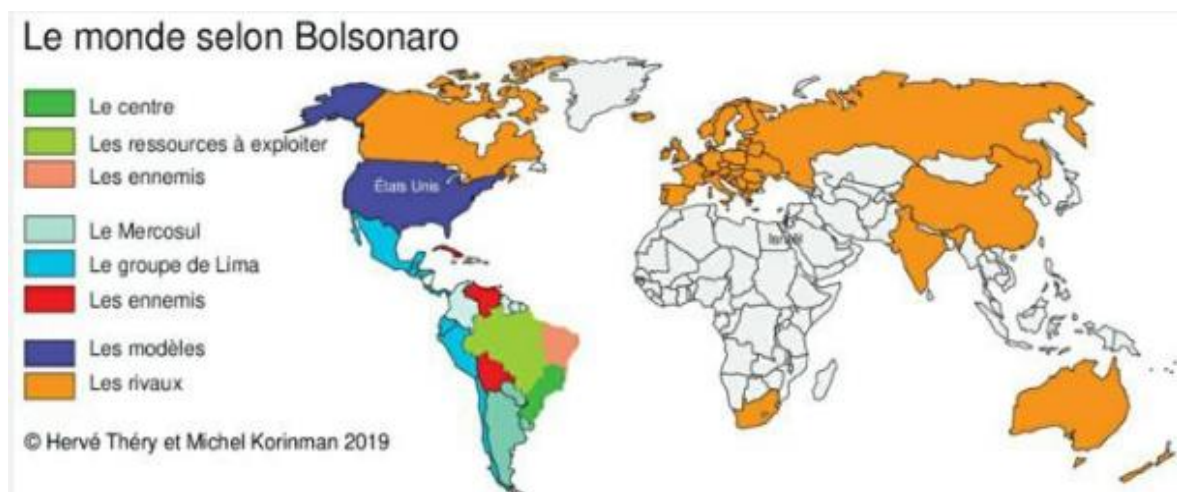 Le monde selon Bolsonaro
Le centre
Les ressources à exploiter
Les ennemis
Le Mercosul
Le groupe de Lima
Les ennemis
Les modèles
Les rivaux
États Unis
Israël
© Hervé Théry et Michel Korinman 2019